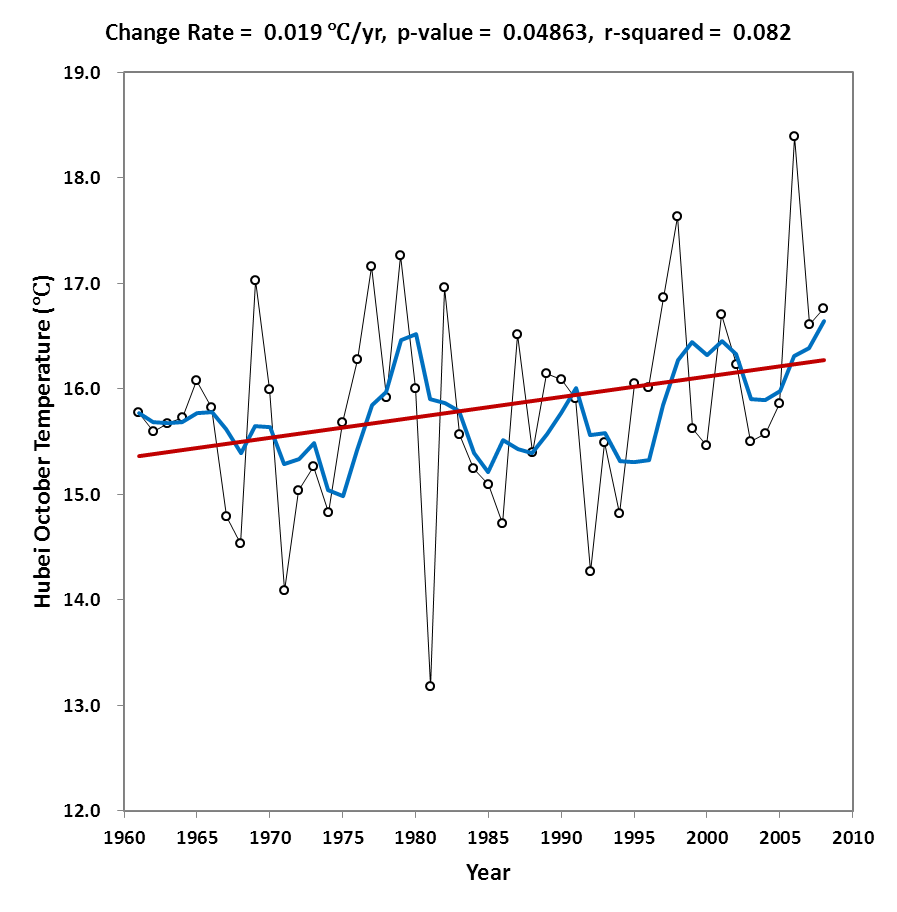 Change Rate = 0.019 ℃/yr, p-value = 0.04863, r-squared = 0.082
Hubei October Temperature (℃)
19.0
18.0
17.0
16.0
15.0
14.0
13.0
12.0
1960 1965 1970 1975 1980 1985 1990 1995 2000 2005 2010
Year